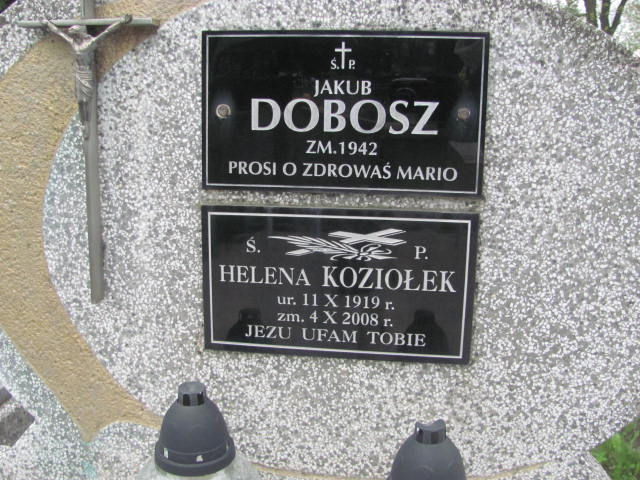 Ś. P.
JAKUB
DOBOSZ
ZM.1942
PROSI O ZDROWAŚ MARIO
Ś. P.
HELENA KOZIOŁEK
ur. 11 X 1919 r.
zm. 4 X 2008 r.
JEZU UFAM TOBIE